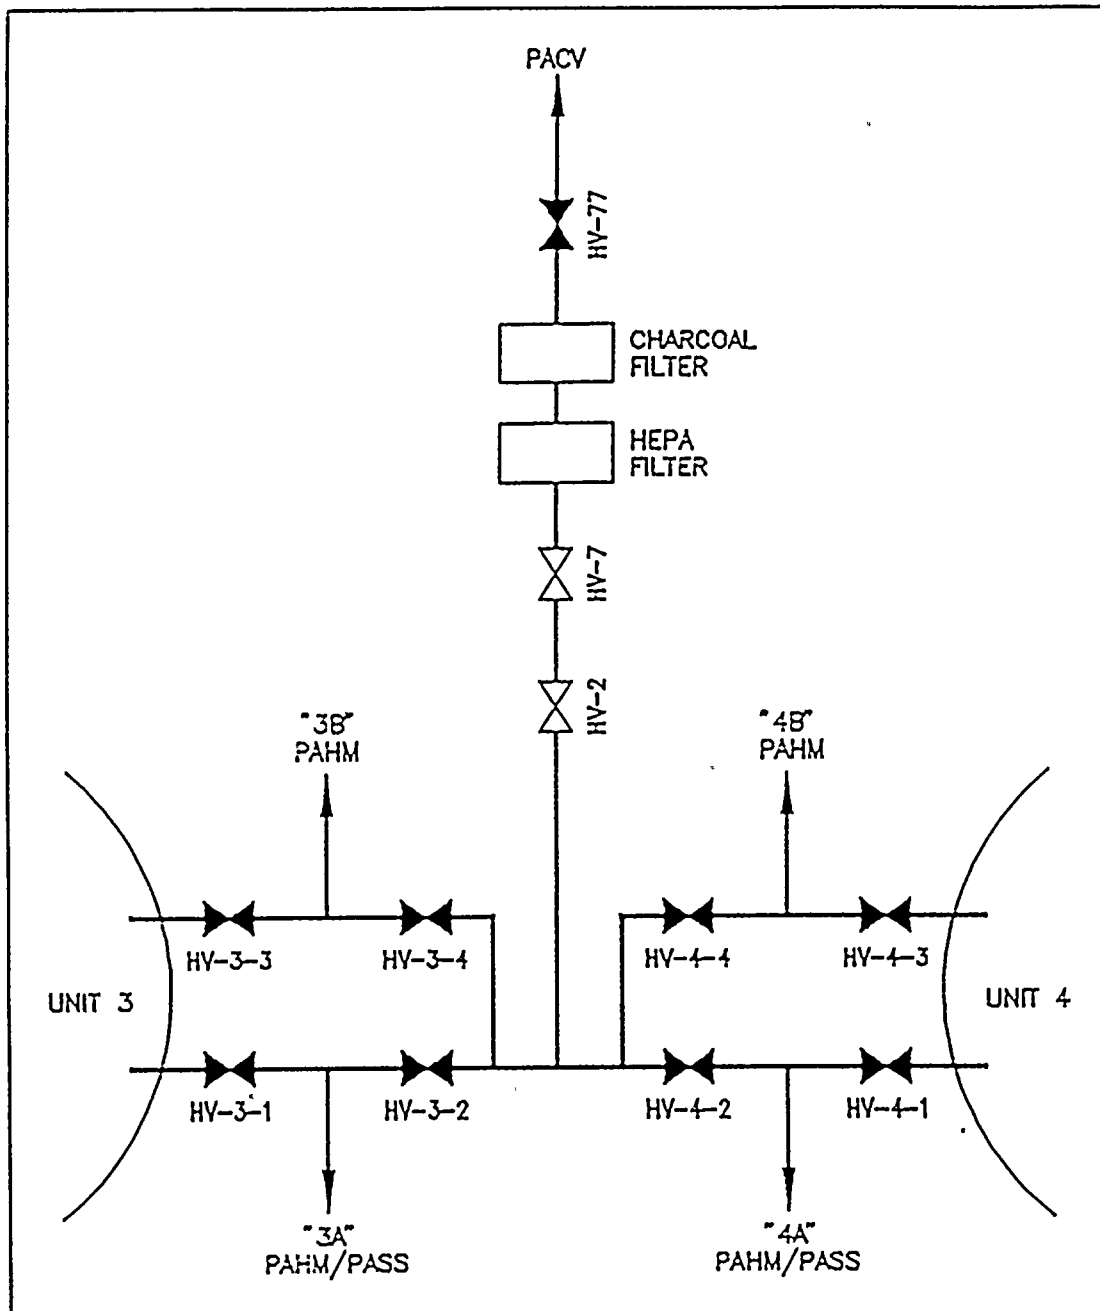 PACV
HV-77
CHARCOAL
FILTER
HEPA
FILTER
HV-7
HV-2
"3B"
PAHM
"4B"
PAHM
HV-3-3
HV-3-4
HV-4-4
HV-4-3
UNIT 3
UNIT 4
HV-3-1
HV-3-2
HV-4-2
HV-4-1
"3A"
PAHM/PASS
"4A"
PAHM/PASS